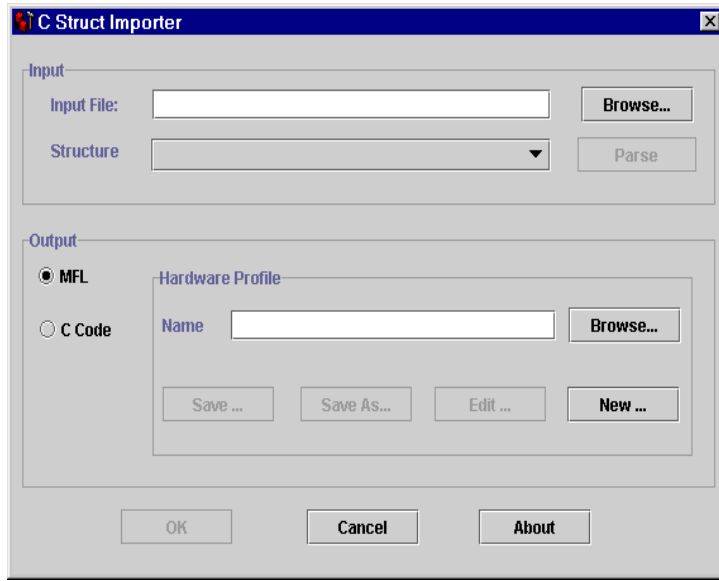 C Struct Importer
Input
Input File:
Browse...
Structure
Parse
Output
MFL
Hardware Profile
C Code
Name
Browse...
Save ...
Save As...
Edit ...
New ...
OK
Cancel
About